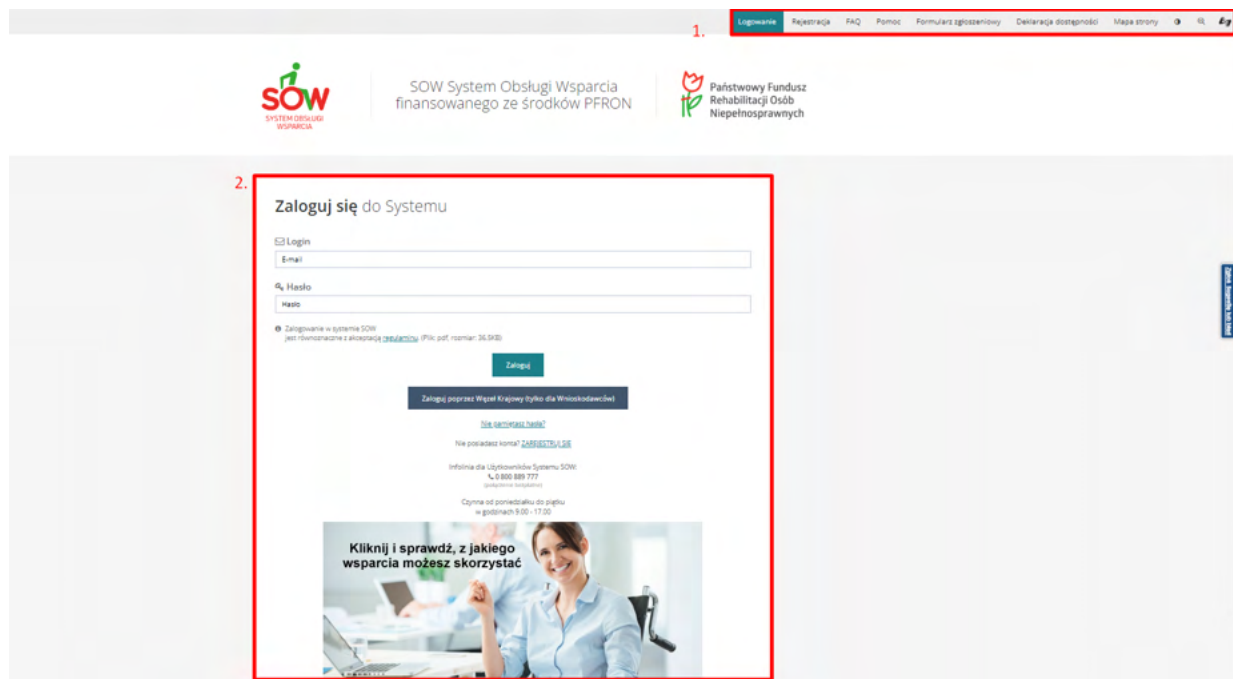 1.
Logowanie Rejestracja FAQ Pomoc Formularz zgłoszeniowy Deklaracja dostępności Mapa strony
SOW
SYSTEM OBSŁUGI
WSPARCIA
SOW System Obsługi Wsparcia
finansowanego ze środków PFRON
Państwowy Fundusz
Rehabilitacji Osób
Niepełnosprawnych
2.
Zaloguj się do Systemu
Login
E-mail
Hasło
Hasło
Zalogowanie w systemie SOW
jest równoznaczne z akceptacją regulaminu. (Plik: pdf, rozmiar: 36.5KB)
Zaloguj
Zaloguj poprzez Węzeł Krajowy (tylko dla Wnioskodawców)
Nie pamiętasz hasła?
Nie posiadasz konta? ZAREJESTRUJ SIĘ
Infolinia dla Użytkowników Systemu SOW:
0 800 889 777
(połączenie bezpłatne)
Czynna od poniedziałku do piątku
w godzinach 9.00 - 17.00
Kliknij i sprawdź, z jakiego
wsparcia możesz skorzystać